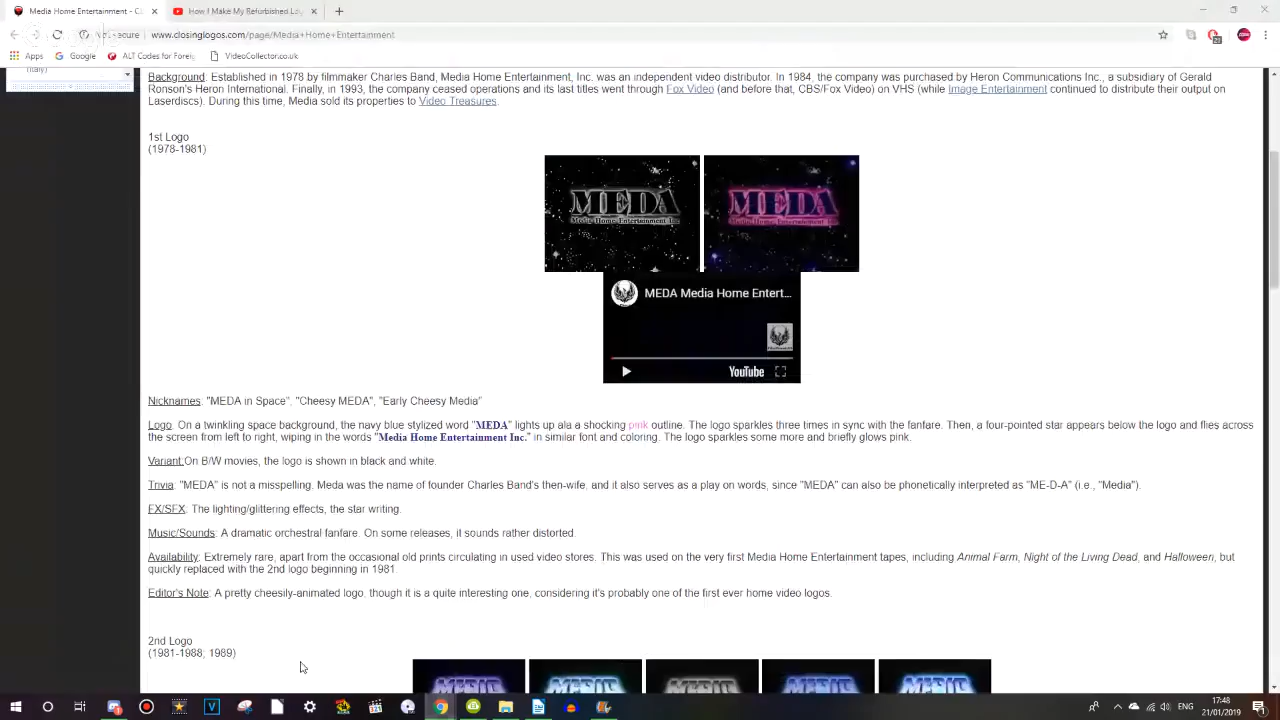 Media Home Entertainment - C
How I Make My Refurbished Logo
secure
www.closinglogos.com/page/Media+Home+Entertainment
Apps
Google
ALT Codes for Foreig
VideoCollector.co.uk
(Italy)
Background: Established in 1978 by filmmaker Charles Band, Media Home Entertainment, Inc. was an independent video distributor. In 1984, the company was purchased by Heron Communications Inc., a subsidiary of Gerald
Ronson's Heron International. Finally, in 1993, the company ceased operations and its last titles went through Fox Video (and before that, CBS/Fox Video) on VHS (while Image Entertainment continued to distribute their output on
Laserdiscs). During this time, Media sold its properties to Video Treasures.
1st Logo
(1978-1981)
MEDA
Media Home Entertainment Inc.
MEDA
Media Home Entertainment Inc.
MEDA Media Home Entert...
YouTube
Nicknames: "MEDA in Space", "Cheesy MEDA", "Early Cheesy Media"
Logo: On a twinkling space background, the navy blue stylized word "MEDA" lights up ala a shocking pink outline. The logo sparkles three times in sync with the fanfare. Then, a four-pointed star appears below the logo and flies across
the screen from left to right, wiping in the words "Media Home Entertainment Inc." in similar font and coloring. The logo sparkles some more and briefly glows pink.
Variant:On B/W movies, the logo is shown in black and white.
Trivia: "MEDA" is not a misspelling. Meda was the name of founder Charles Band's then-wife, and it also serves as a play on words, since "MEDA" can also be phonetically interpreted as "ME-D-A" (i.e., "Media").
FX/SFX: The lighting/glittering effects, the star writing.
Music/Sounds: A dramatic orchestral fanfare. On some releases, it sounds rather distorted.
Availability: Extremely rare, apart from the occasional old prints circulating in used video stores. This was used on the very first Media Home Entertainment tapes, including Animal Farm, Night of the Living Dead, and Halloween, but
quickly replaced with the 2nd logo beginning in 1981.
Editor's Note: A pretty cheesily-animated logo, though it is a quite interesting one, considering it's probably one of the first ever home video logos.
2nd Logo
(1981-1988; 1989)
MEDIA MEDIA MEDIA MEDIA MEDIA
ENG
17:48
21/01/2019